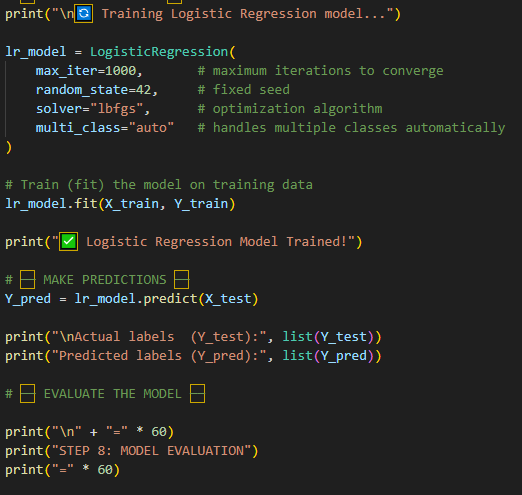 print("\n🔄 Training Logistic Regression model...")
lr_model = LogisticRegression(
    max_iter=1000,       # maximum iterations to converge
    random_state=42,     # fixed seed
    solver="lbfgs",      # optimization algorithm
    multi_class="auto"   # handles multiple classes automatically
)
# Train (fit) the model on training data
lr_model.fit(X_train, Y_train)
print("✅ Logistic Regression Model Trained!")
# ── MAKE PREDICTIONS ──
Y_pred = lr_model.predict(X_test)
print("\nActual labels  (Y_test):", list(Y_test))
print("Predicted labels (Y_pred):", list(Y_pred))
# ── EVALUATE THE MODEL ──
print("\n" + "=" * 60)
print("STEP 8: MODEL EVALUATION")
print("=" * 60)